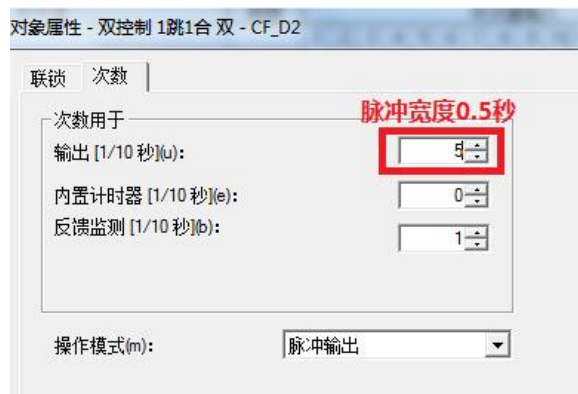 对象属性 - 双控制 1跳1合 双 - CF_D2
联锁 次数
次数用于
脉冲宽度0.5秒
输出 [1/10 秒](u): 5
内置计时器 [1/10 秒](e): 0
反馈监测 [1/10 秒](b): 1
操作模式(m): 脉冲输出